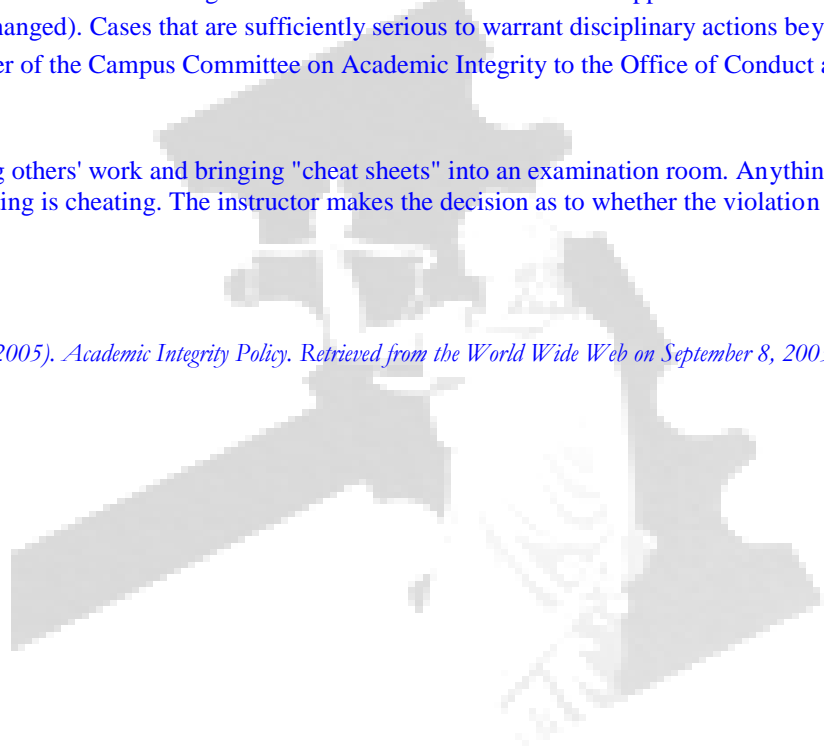 hanged). Cases that are sufficiently serious to warrant disciplinary actions bey
er of the Campus Committee on Academic Integrity to the Office of Conduct a
g others' work and bringing "cheat sheets" into an examination room. Anythin
ing is cheating. The instructor makes the decision as to whether the violation
2005). Academic Integrity Policy. Retrieved from the World Wide Web on September 8, 200